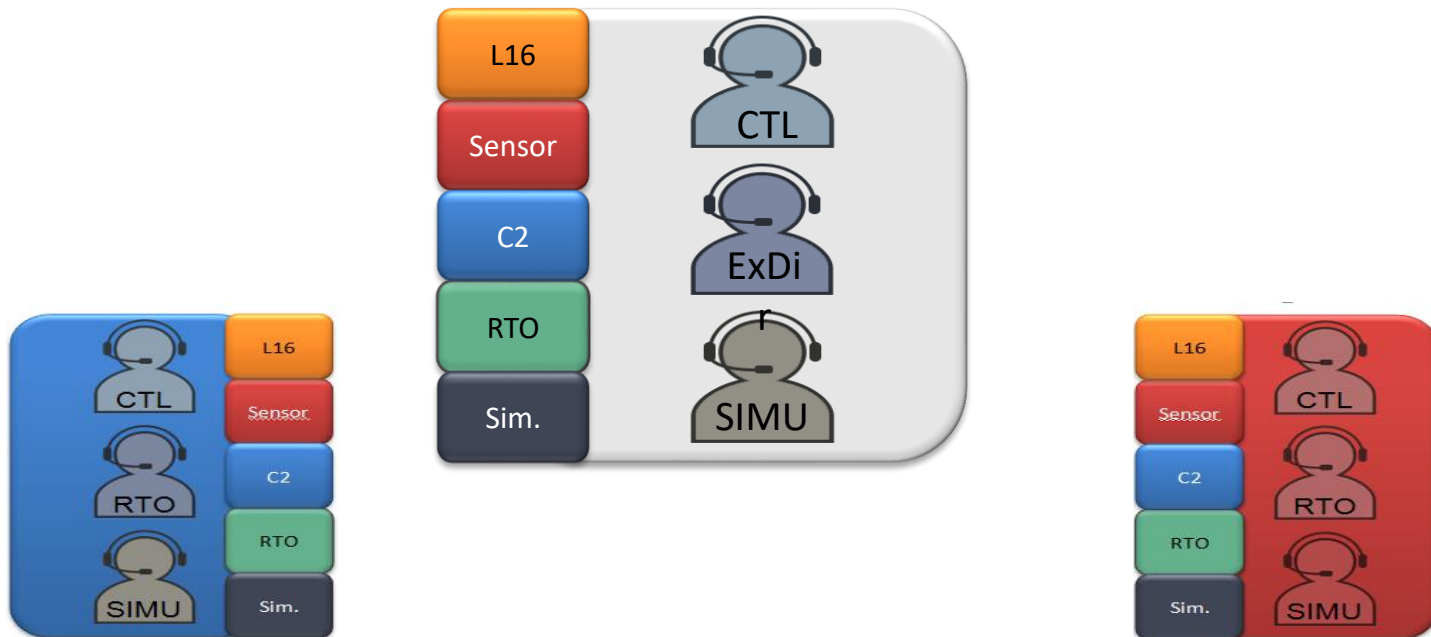 L16
Sensor
C2
RTO
Sim.
CTL
ExDi
r
SIMU
CTL
RTO
SIMU
L16
Sensor
C2
RTO
Sim.
L16
Sensor
C2
RTO
Sim.
CTL
RTO
SIMU